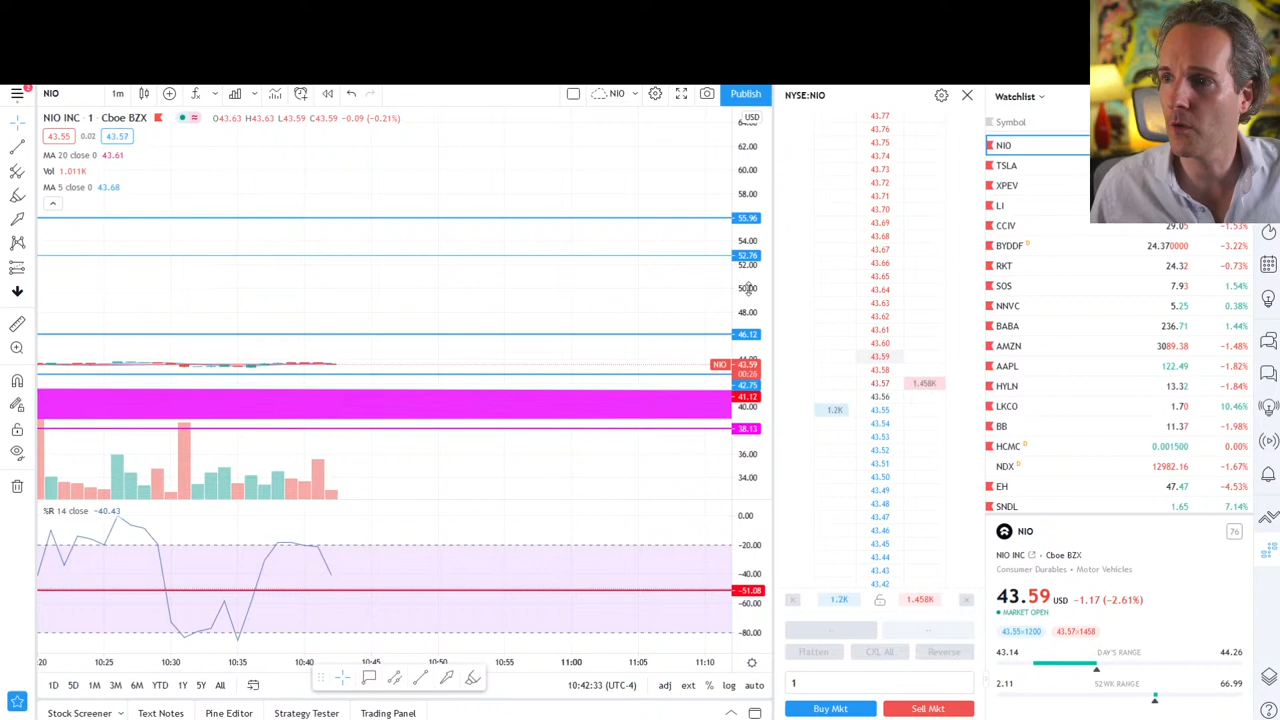 NIO 1m NIO Publish
NIO INC · 1 · Cboe BZX O43.63 H43.63 L43.59 C43.59 -0.09 (-0.21%)
43.55 0.02 43.57
MA 20 close 0 43.61
Vol 1.011K
MA 5 close 0 43.68
USD
62.00
60.00
58.00
55.96
54.00
52.76
52.00
50.00
48.00
46.12
NIO 43.59
00:26
42.75
41.12
40.00
38.13
36.00
34.00
%R 14 close -40.43
0.00
-20.00
-40.00
-51.08
-60.00
-80.00
:20 10:25 10:30 10:35 10:40 10:45 10:50 10:55 11:00 11:05 11:10
1D 5D 1M 3M 6M YTD 1Y 5Y All
10:42:33 (UTC-4) adj ext % log auto
Stock Screener Text Notes Pine Editor Strategy Tester Trading Panel
NYSE:NIO
43.77
43.76
43.75
43.74
43.73
43.72
43.71
43.70
43.69
43.68
43.67
43.66
43.65
43.64
43.63
43.62
43.61
43.60
43.59
43.58
43.57 1.458K
43.56
1.2K 43.55
43.54
43.53
43.52
43.51
43.50
43.49
43.48
43.47
43.46
43.45
43.44
43.43
43.42
1.2K 1.458K
Flatten CXL All Reverse
1
Buy Mkt Sell Mkt
Watchlist
Symbol
NIO
TSLA
XPEV
LI
CCIV 29.05 -1.53%
BYDDF D 24.370000 -3.22%
RKT 24.32 -0.73%
SOS 7.93 1.54%
NNVC 5.25 0.38%
BABA 236.71 1.44%
AMZN 3089.38 -1.48%
AAPL 122.49 -1.82%
HYLN 13.32 -1.84%
LKCO 1.70 10.46%
BB 11.37 -1.98%
HCMC D 0.001500 0.00%
NDX D 12982.16 -1.67%
EH 47.47 -4.53%
SNDL 1.65 7.14%
NIO 76
NIO INC · Cboe BZX
Consumer Durables • Motor Vehicles
43.59 USD -1.17 (-2.61%)
MARKET OPEN
43.55×1200 43.57×1458
43.14 DAY'S RANGE 44.26
2.11 52WK RANGE 66.99